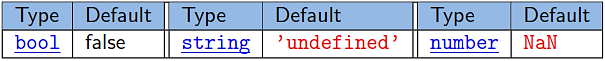 Type Default Type Default Type Default
bool false string 'undefined' number NaN